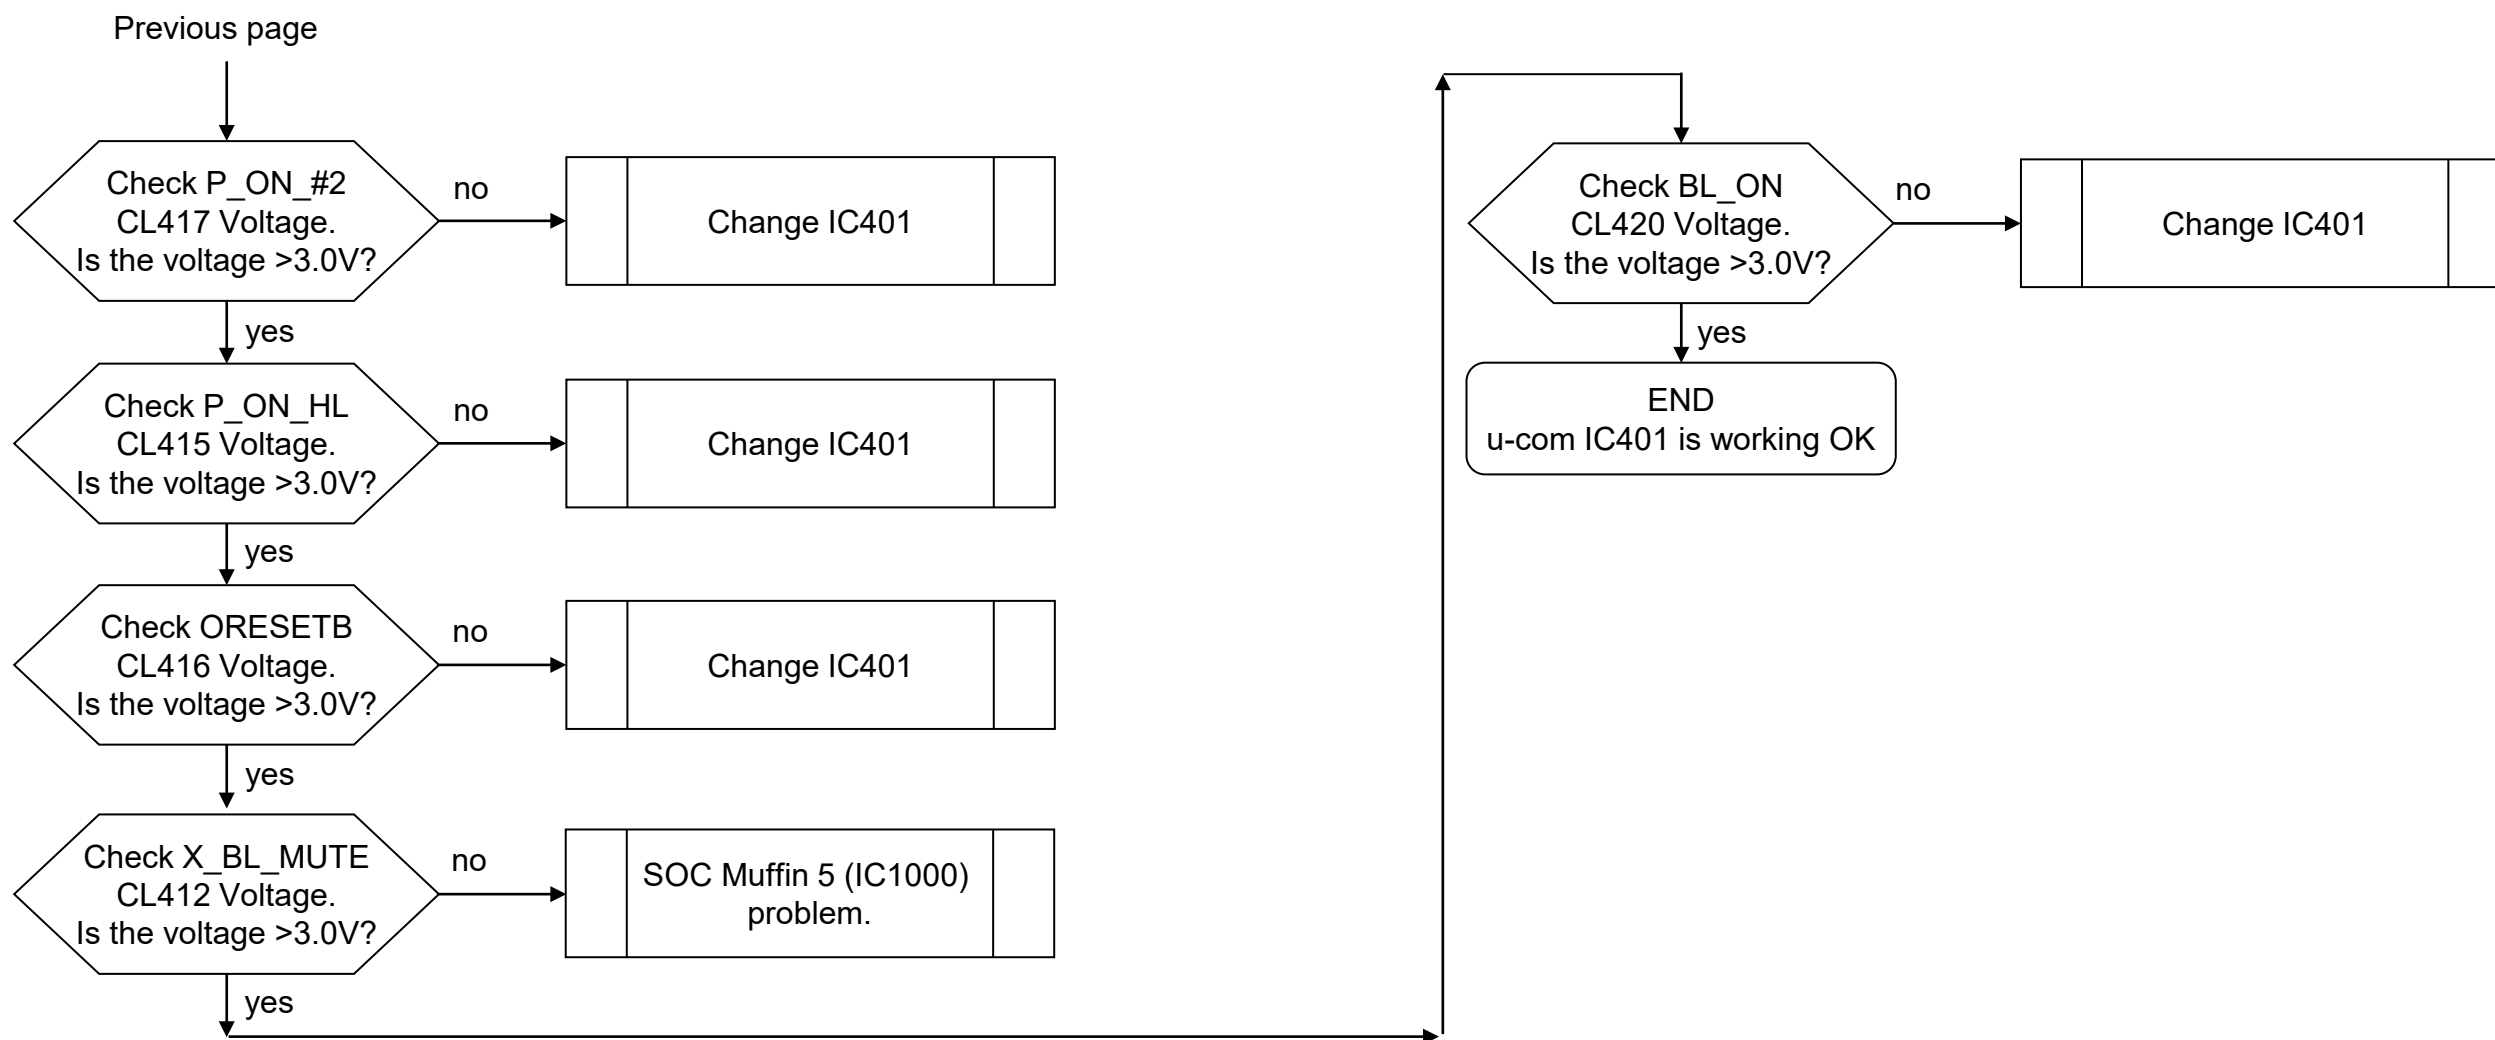 Previous page
Check P_ON_#2
CL417 Voltage.
Is the voltage >3.0V?
no
Change IC401
yes
Check P_ON_HL
CL415 Voltage.
Is the voltage >3.0V?
no
Change IC401
yes
Check ORESETB
CL416 Voltage.
Is the voltage >3.0V?
no
Change IC401
yes
Check X_BL_MUTE
CL412 Voltage.
Is the voltage >3.0V?
no
SOC Muffin 5 (IC1000)
problem.
yes
Check BL_ON
CL420 Voltage.
Is the voltage >3.0V?
no
Change IC401
yes
END
u-com IC401 is working OK